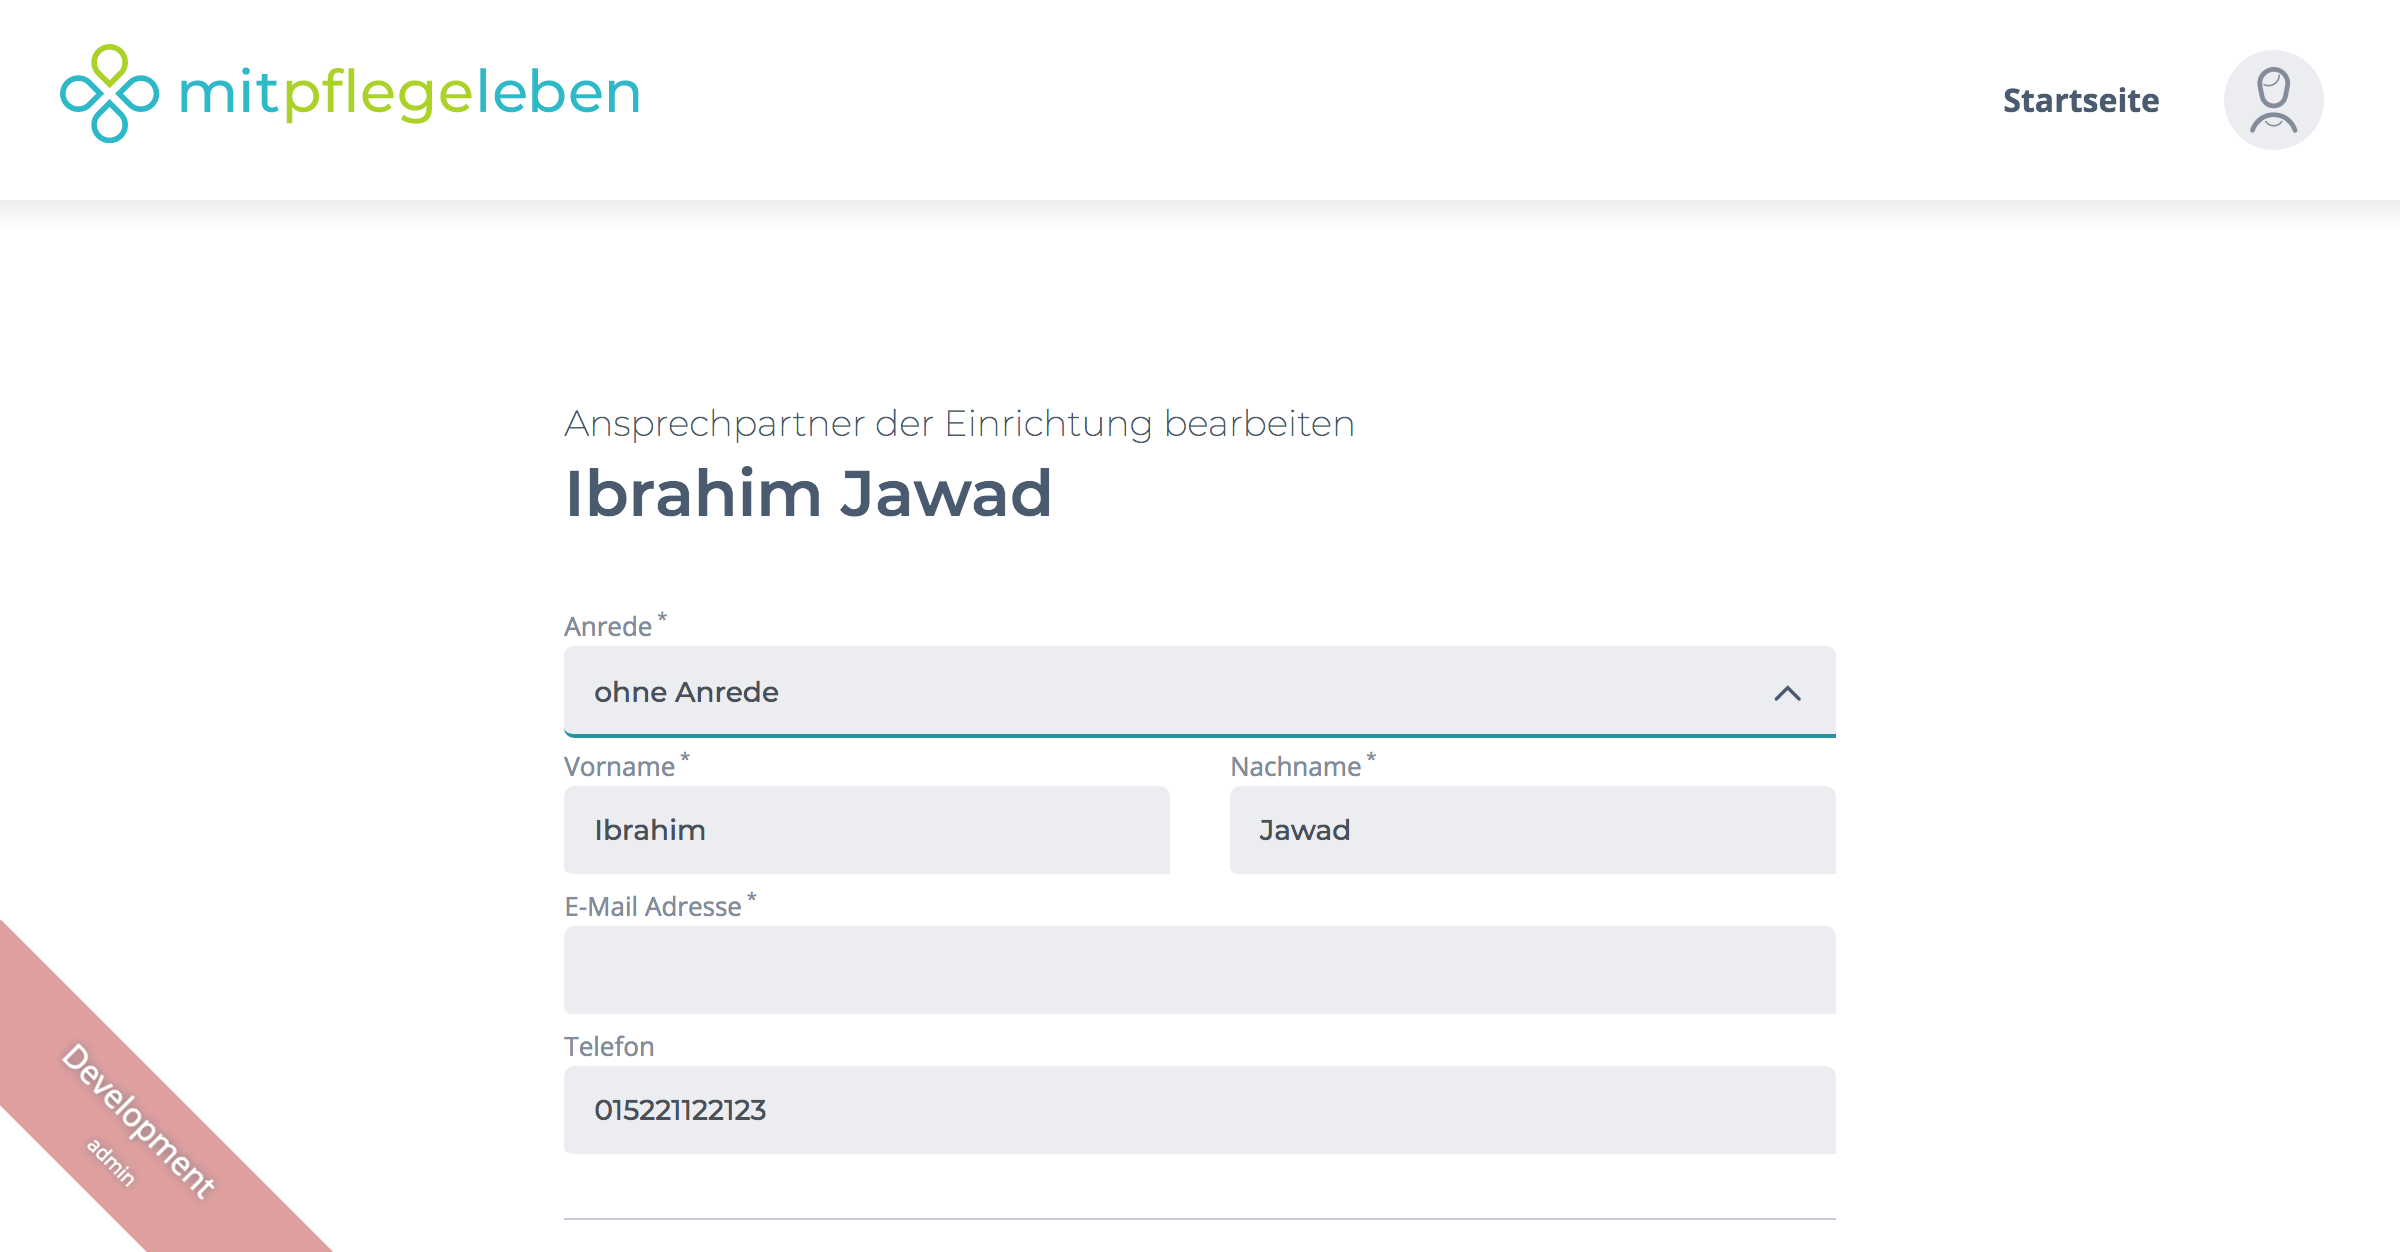 mitpflegeleben
Startseite
Ansprechpartner der Einrichtung bearbeiten
Ibrahim Jawad
Anrede *
ohne Anrede
Vorname *
Nachname *
Ibrahim
Jawad
E-Mail Adresse *
Telefon
015221122123
Development
admin